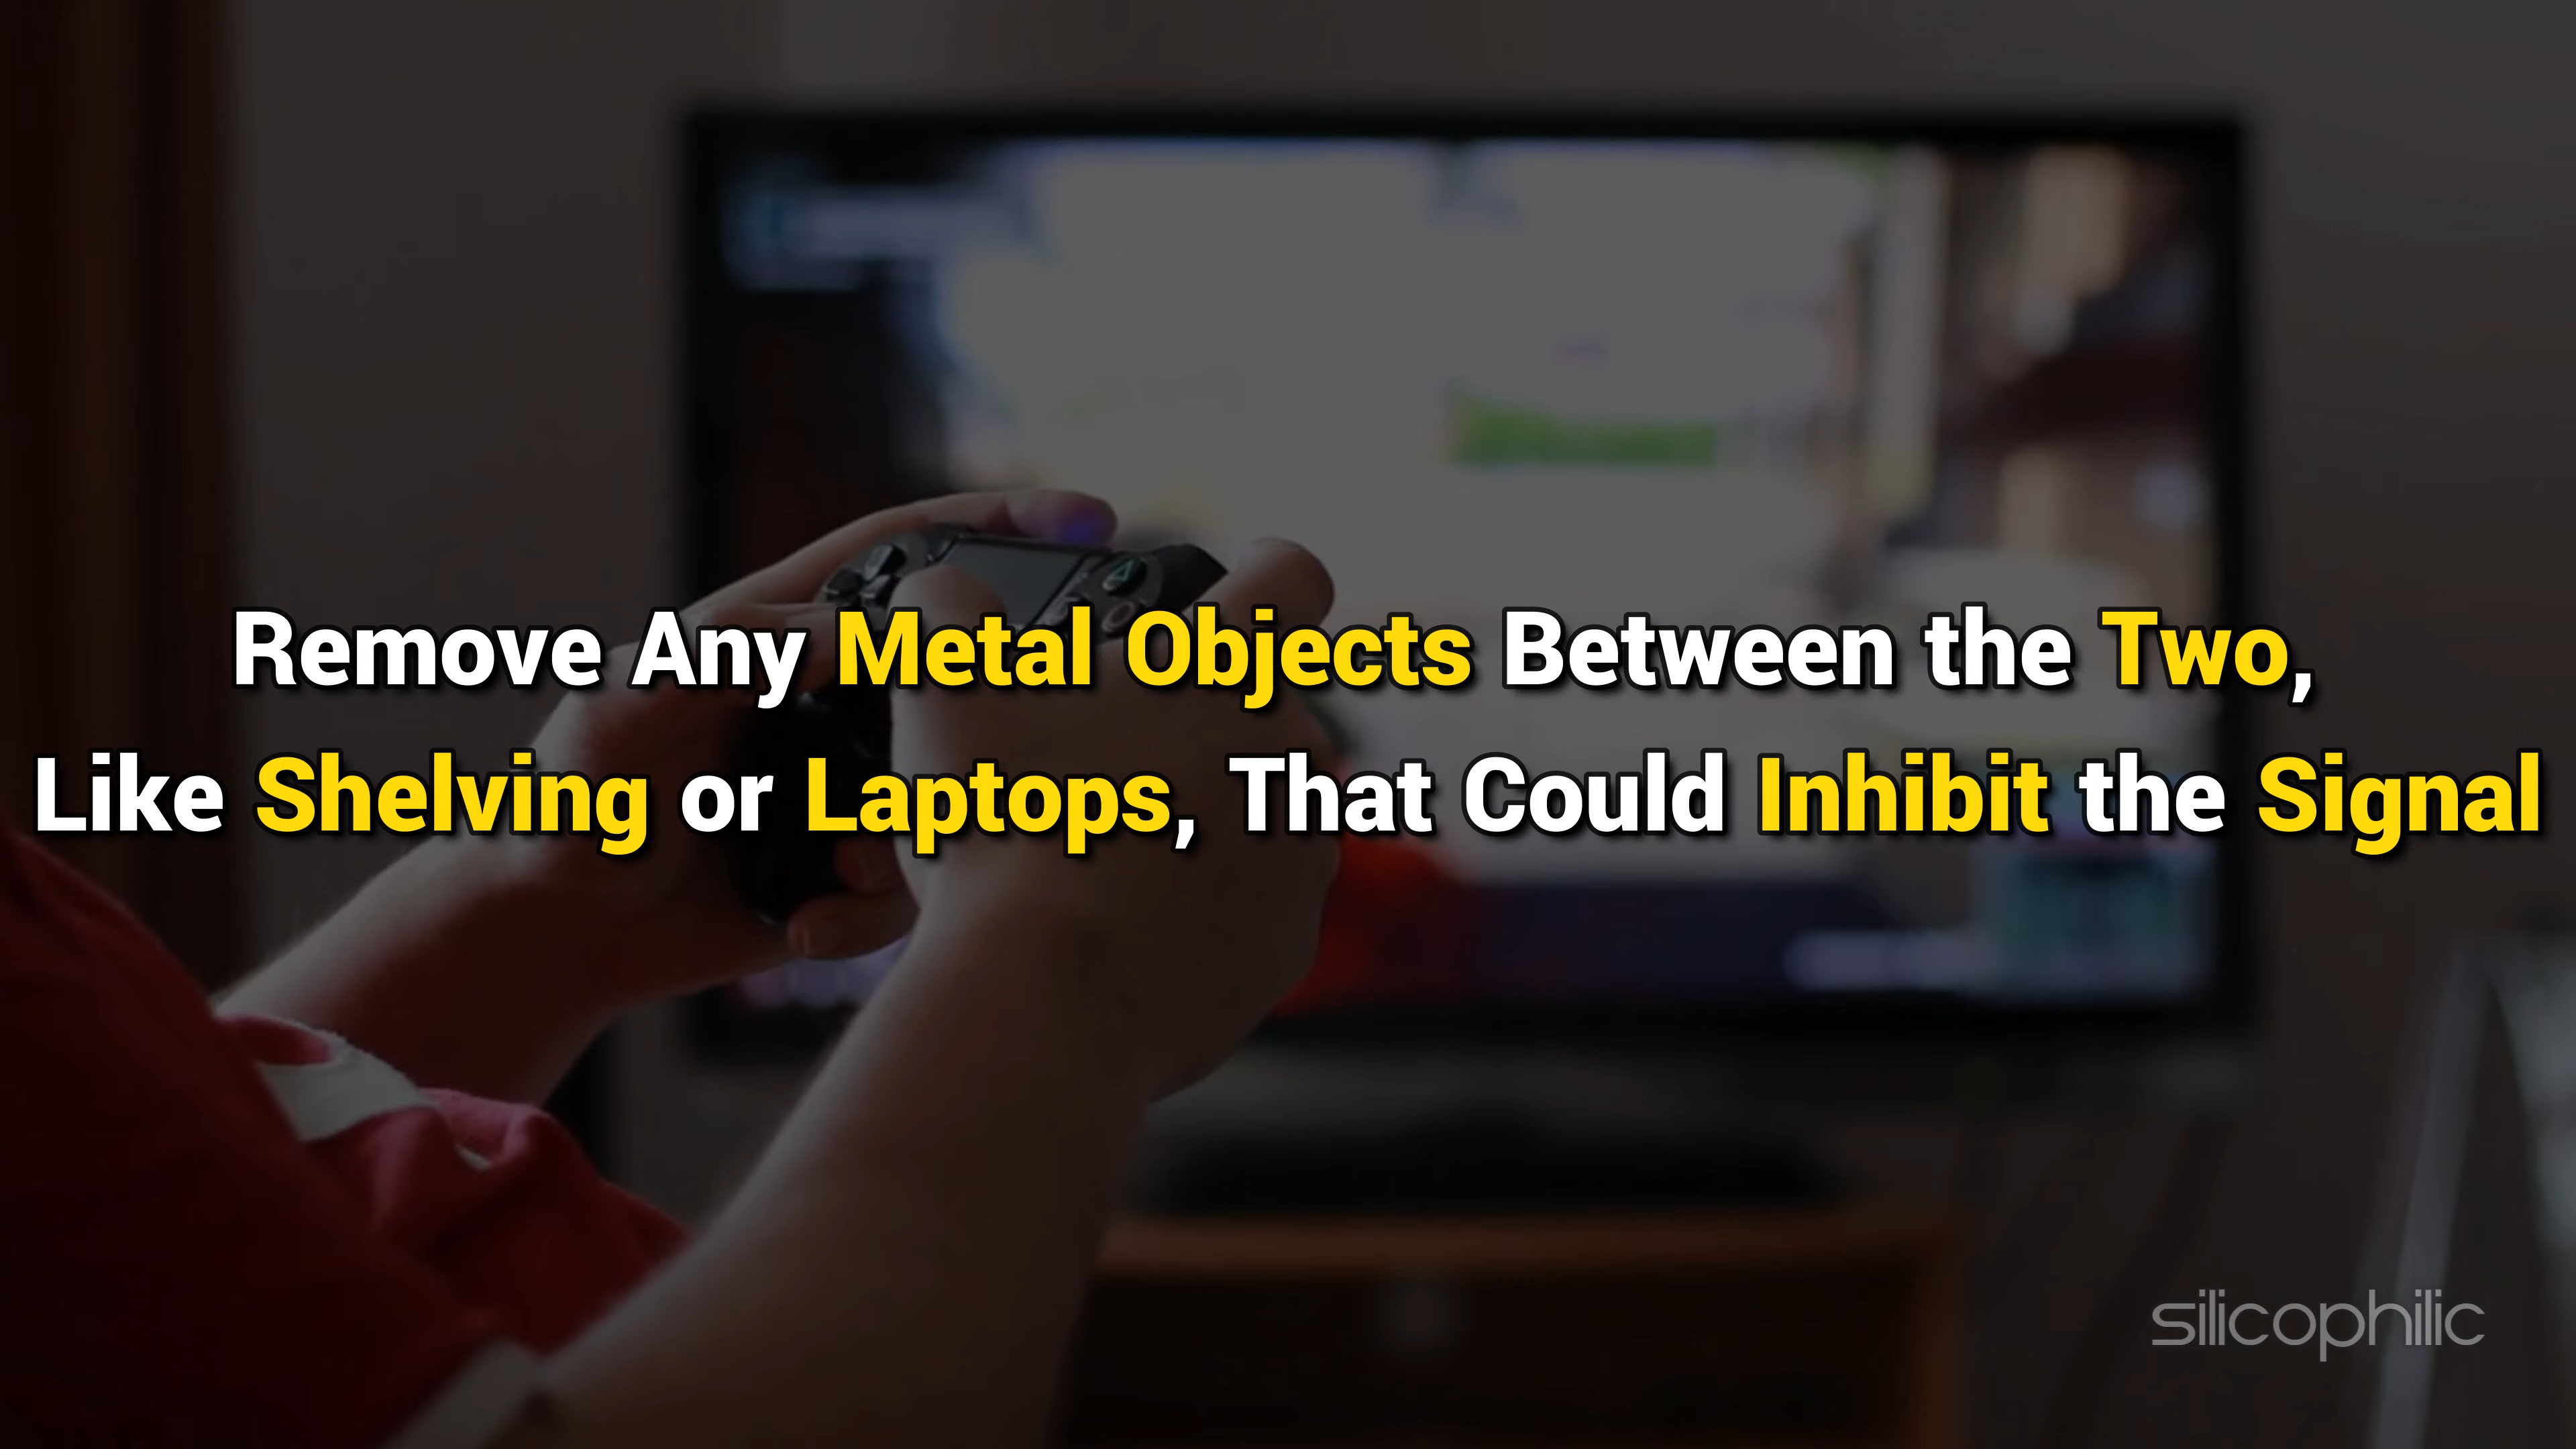 Remove Any Metal Objects Between the Two,
Like Shelving or Laptops, That Could Inhibit the Signal
silicophilic